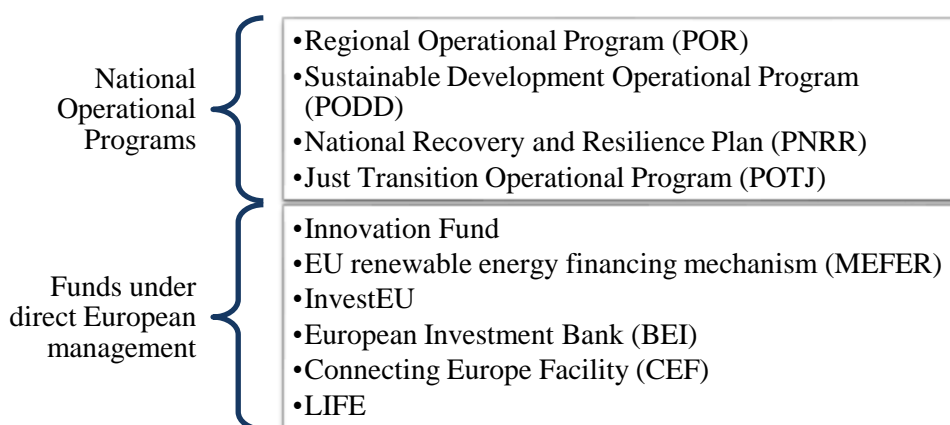 National
Operational
Programs
•Regional Operational Program (POR)
•Sustainable Development Operational Program
(PODD)
•National Recovery and Resilience Plan (PNRR)
•Just Transition Operational Program (POTJ)
Funds under
direct European
management
•Innovation Fund
•EU renewable energy financing mechanism (MEFER)
•InvestEU
•European Investment Bank (BEI)
•Connecting Europe Facility (CEF)
•LIFE